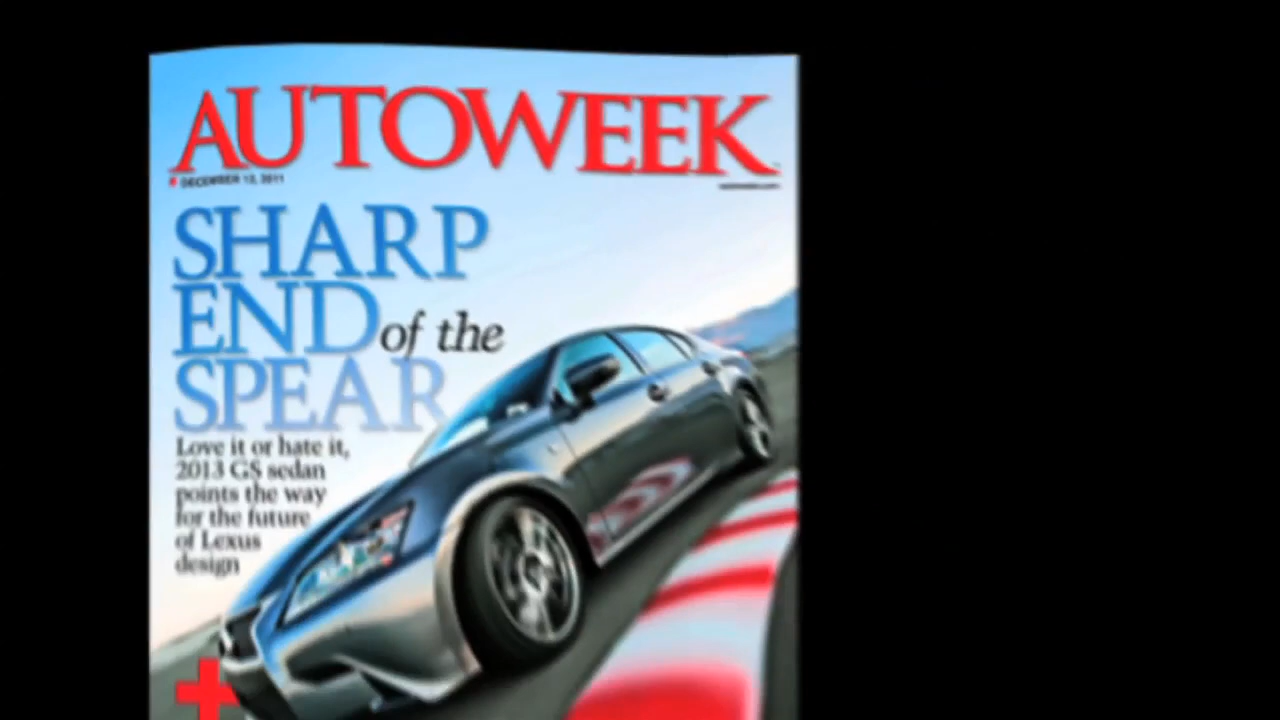 AUTOWEEK
DECEMBER 12, 2011
SHARP
END of the
SPEAR
Love it or hate it,
2013 GS sedan
points the way
for the future
of Lexus
design
+